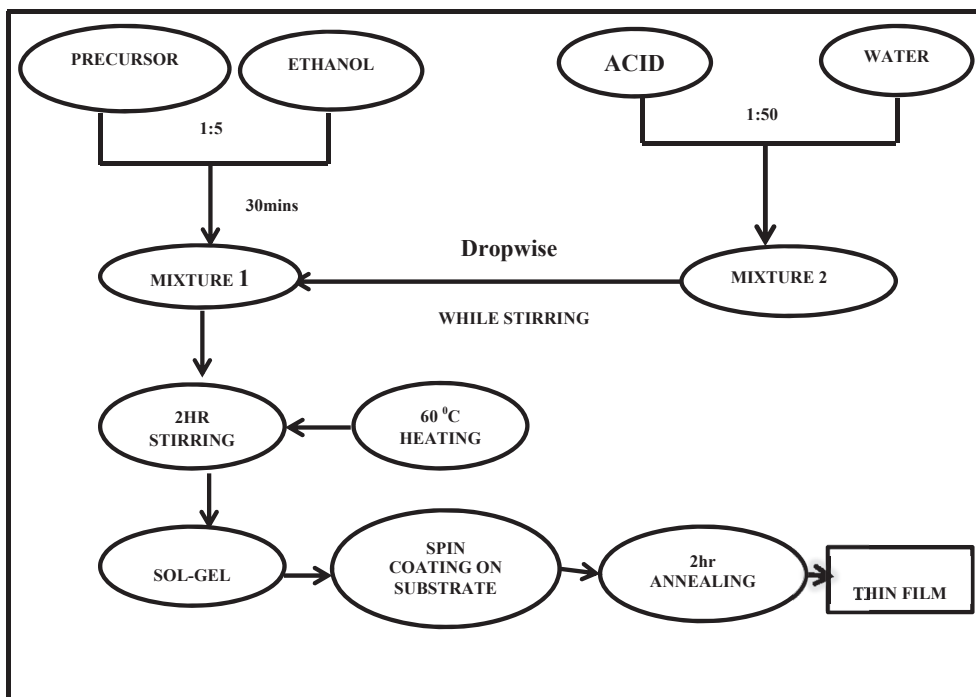 PRECURSOR
ETHANOL
ACID
WATER
1:5
1:50
30mins
Dropwise
MIXTURE 1
MIXTURE 2
WHILE STIRRING
2HR
STIRRING
60 ⁰C
HEATING
SOL-GEL
SPIN
COATING ON
SUBSTRATE
2hr
ANNEALING
THIN FILM